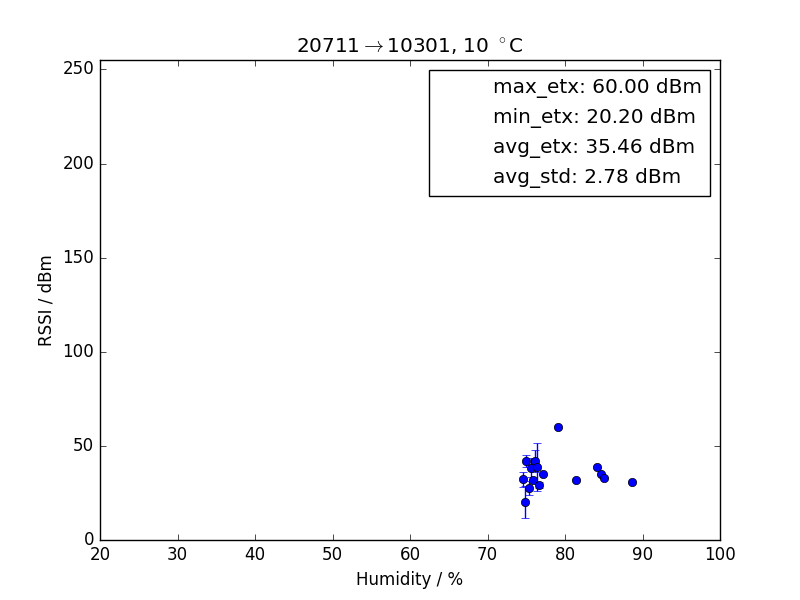 20711→10301, 10 °C
max_etx: 60.00 dBm
min_etx: 20.20 dBm
avg_etx: 35.46 dBm
avg_std: 2.78 dBm
RSSI / dBm
250
200
150
100
50
0
20 30 40 50 60 70 80 90 100
Humidity / %